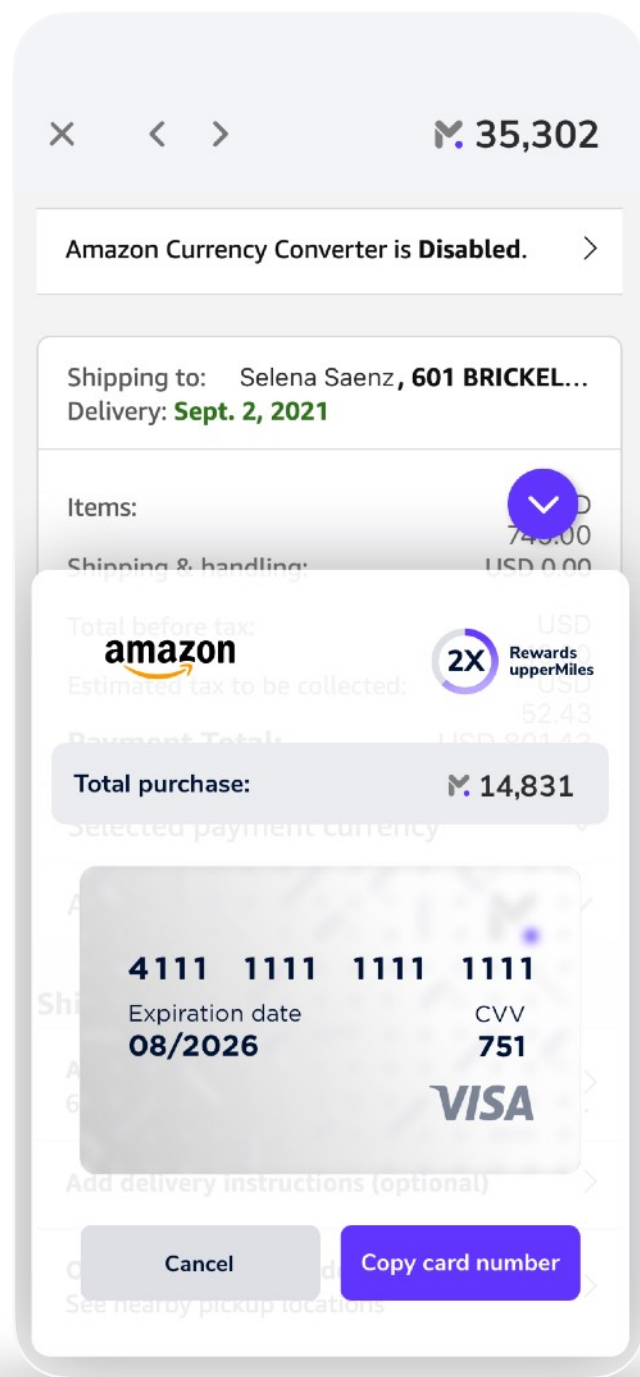 35,302
Amazon Currency Converter is Disabled.
Shipping to: Selena Saenz, 601 BRICKEL...
Delivery: Sept. 2, 2021
Items:
Shipping & handling: USD 0.00
Total before tax: USD
amazon
2X Rewards
upperMiles
Estimated tax to be collected: USD
52.43
Payment Total:
Total purchase: 14,831
Selected payment currency
4111 1111 1111 1111
Expiration date CVV
08/2026 751
VISA
Add delivery instructions (optional)
Cancel Copy card number
See nearby pickup locations